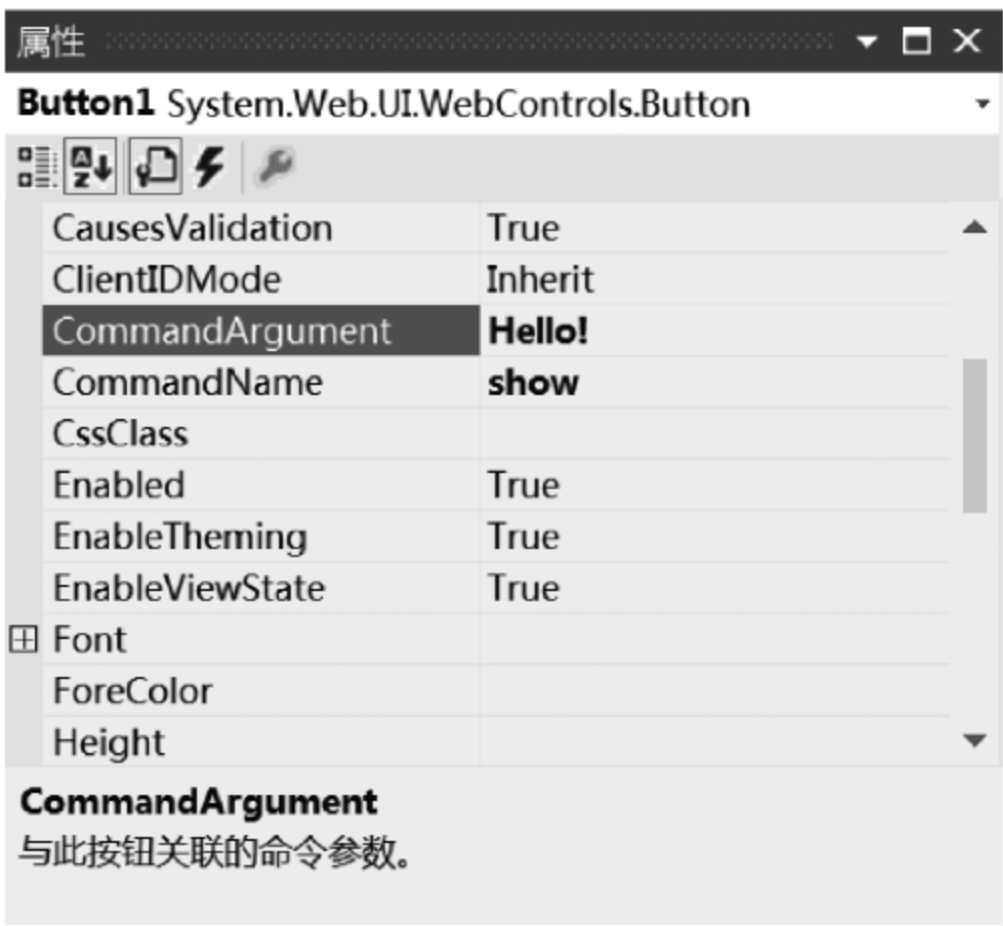 属性
Button1 System.Web.UI.WebControls.Button
CausesValidation True
ClientIDMode Inherit
CommandArgument Hello!
CommandName show
CssClass
Enabled True
EnableTheming True
EnableViewState True
Font
ForeColor
Height
CommandArgument
与此按钮关联的命令参数。